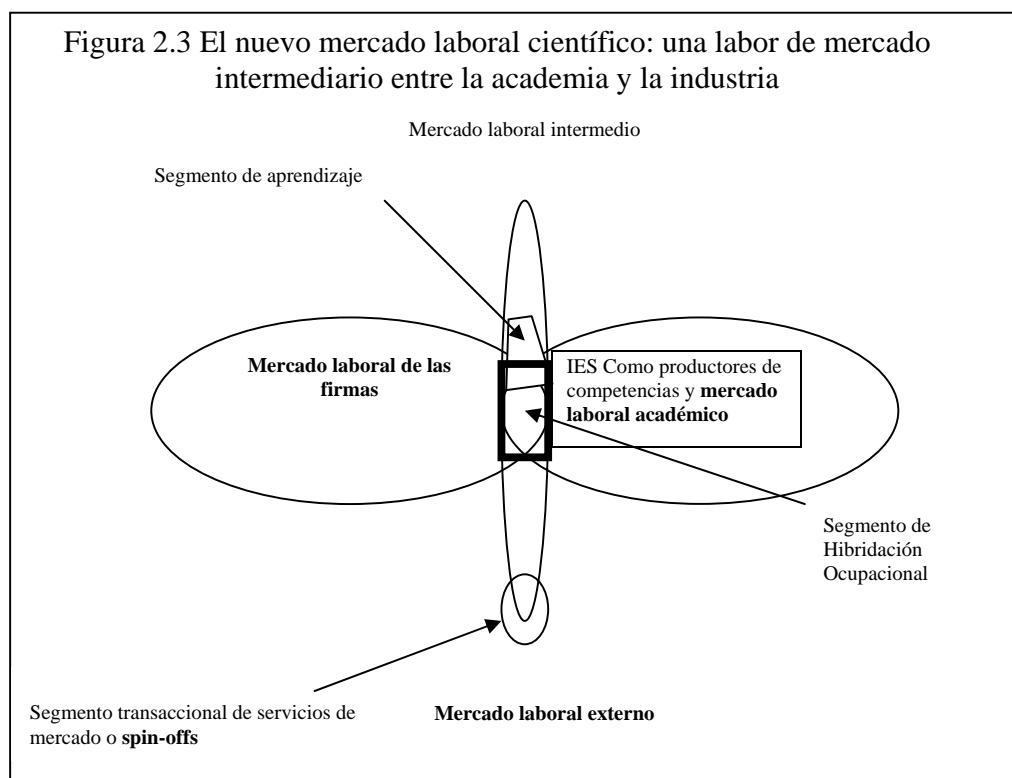 Figura 2.3 El nuevo mercado laboral científico: una labor de mercado
intermediario entre la academia y la industria
Mercado laboral intermedio
Segmento de aprendizaje
Mercado laboral de las
firmas
IES Como productores de
competencias y mercado
laboral académico
Segmento de
Hibridación
Ocupacional
Segmento transaccional de servicios de
mercado o spin-offs
Mercado laboral externo